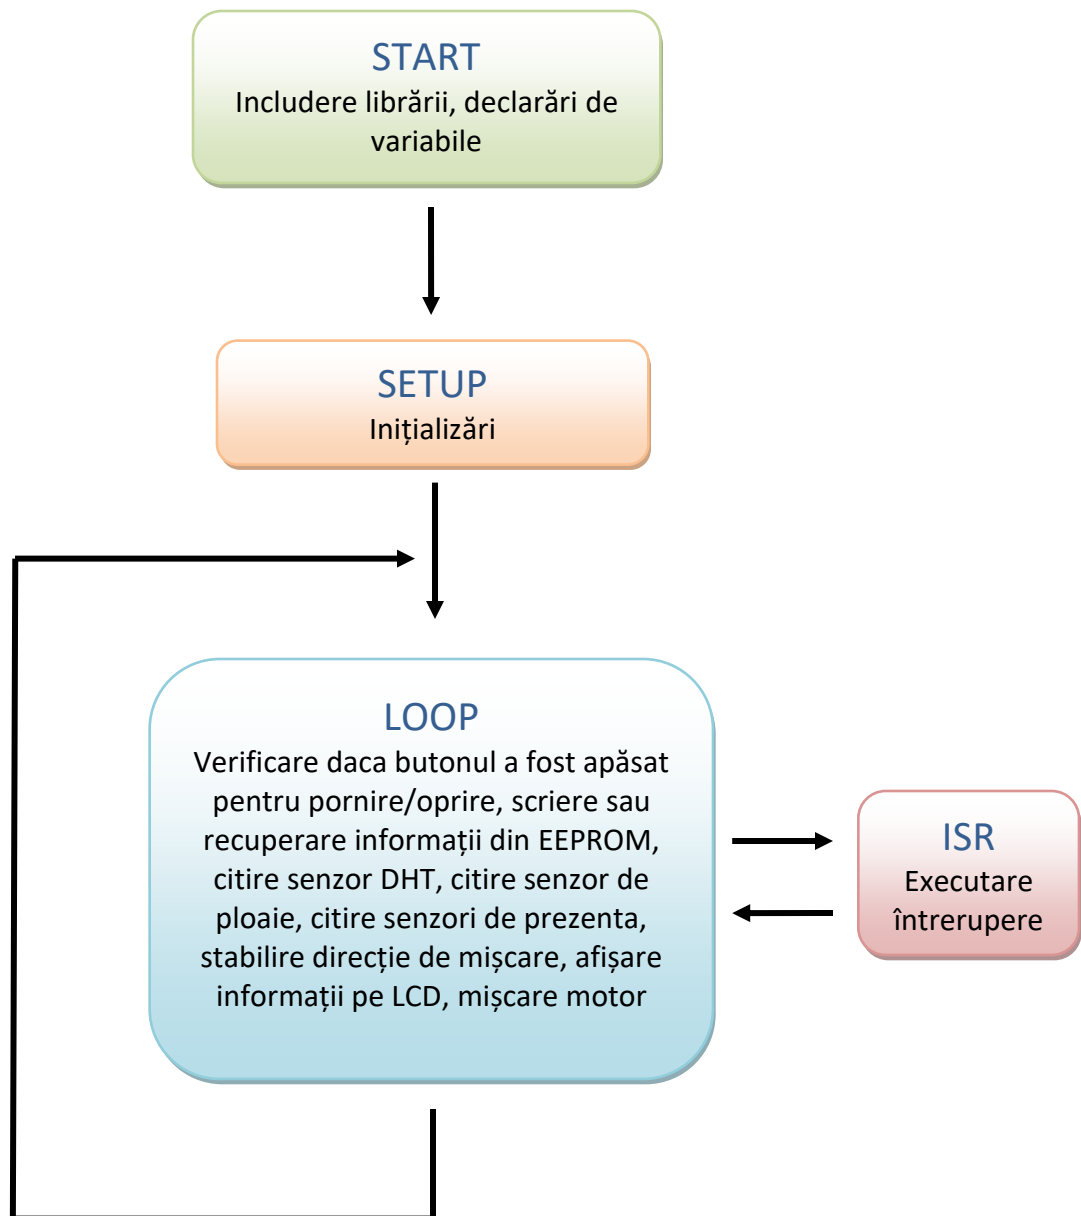 START
Includere librării, declarări de
variabile
SETUP
Inițializări
LOOP
Verificare daca butonul a fost apăsat
pentru pornire/oprire, scriere sau
recuperare informații din EEPROM,
citire senzor DHT, citire senzor de
ploaie, citire senzori de prezenta,
stabilire direcție de mișcare, afișare
informații pe LCD, mișcare motor
ISR
Executare
întrerupere